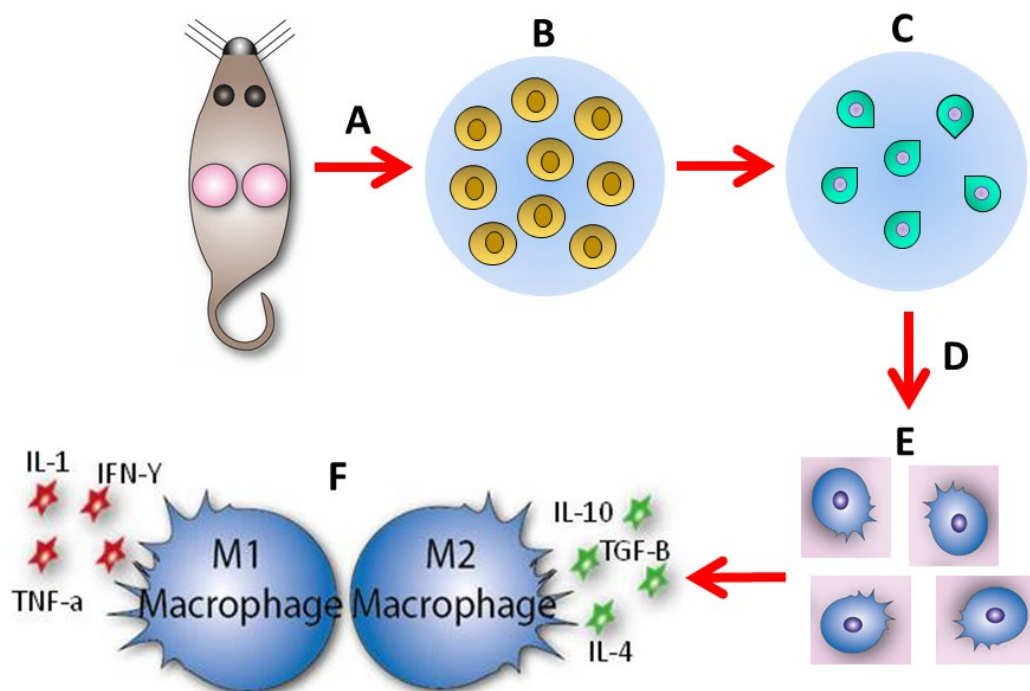 B
C
A
D
E
F
IL-1
IFN-Y
TNF-a
M1
Macrophage
M2
Macrophage
IL-10
TGF-B
IL-4